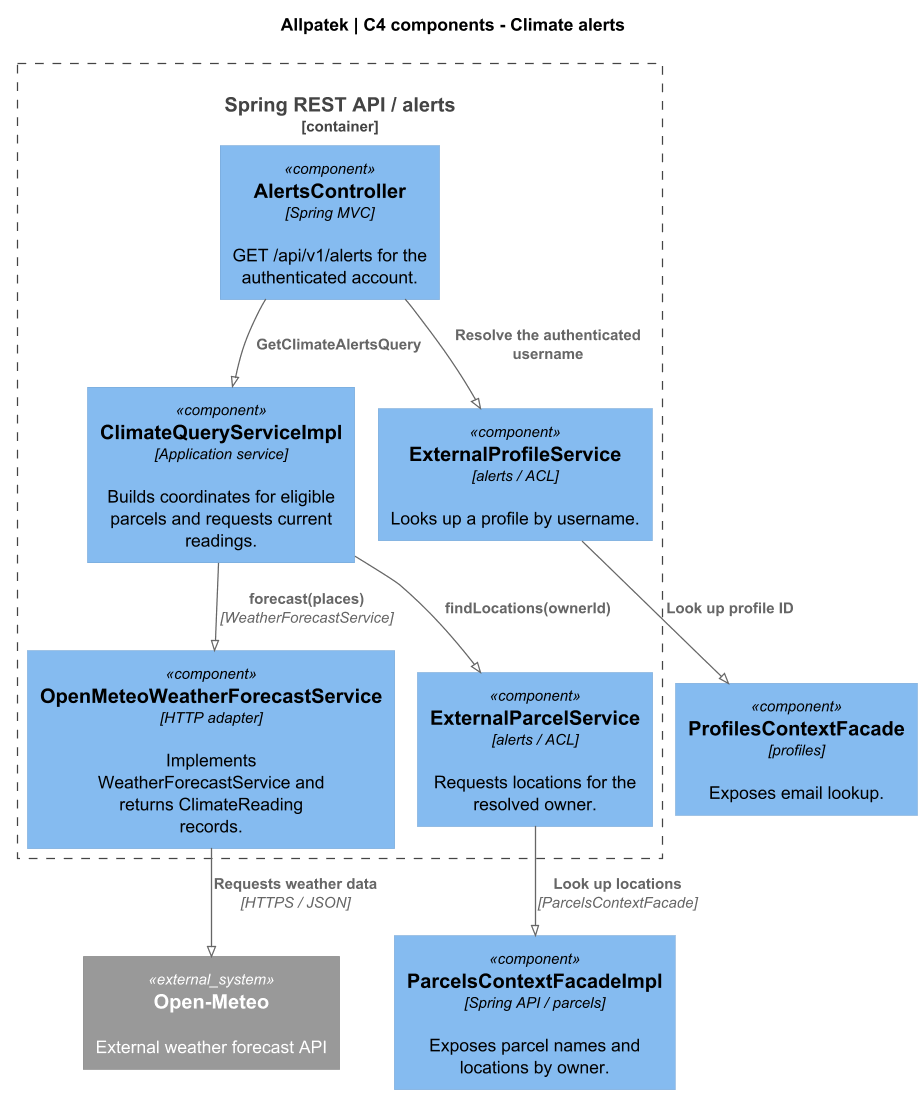 Allpatek | C4 components - Climate alerts
Spring REST API / alerts
[container]
«component»
AlertsController
[Spring MVC]
GET /api/v1/alerts for the
authenticated account.
GetClimateAlertsQuery
Resolve the authenticated
username
«component»
ClimateQueryServiceImpl
[Application service]
Builds coordinates for eligible
parcels and requests current
readings.
«component»
ExternalProfileService
[alerts / ACL]
Looks up a profile by username.
forecast(places)
[WeatherForecastService]
findLocations(ownerId)
Look up profile ID
«component»
OpenMeteoWeatherForecastService
[HTTP adapter]
Implements
WeatherForecastService and
returns ClimateReading
records.
«component»
ExternalParcelService
[alerts / ACL]
Requests locations for the
resolved owner.
«component»
ProfilesContextFacade
[profiles]
Exposes email lookup.
Requests weather data
[HTTPS / JSON]
Look up locations
[ParcelsContextFacade]
«external_system»
Open-Meteo
External weather forecast API
«component»
ParcelsContextFacadeImpl
[Spring API / parcels]
Exposes parcel names and
locations by owner.